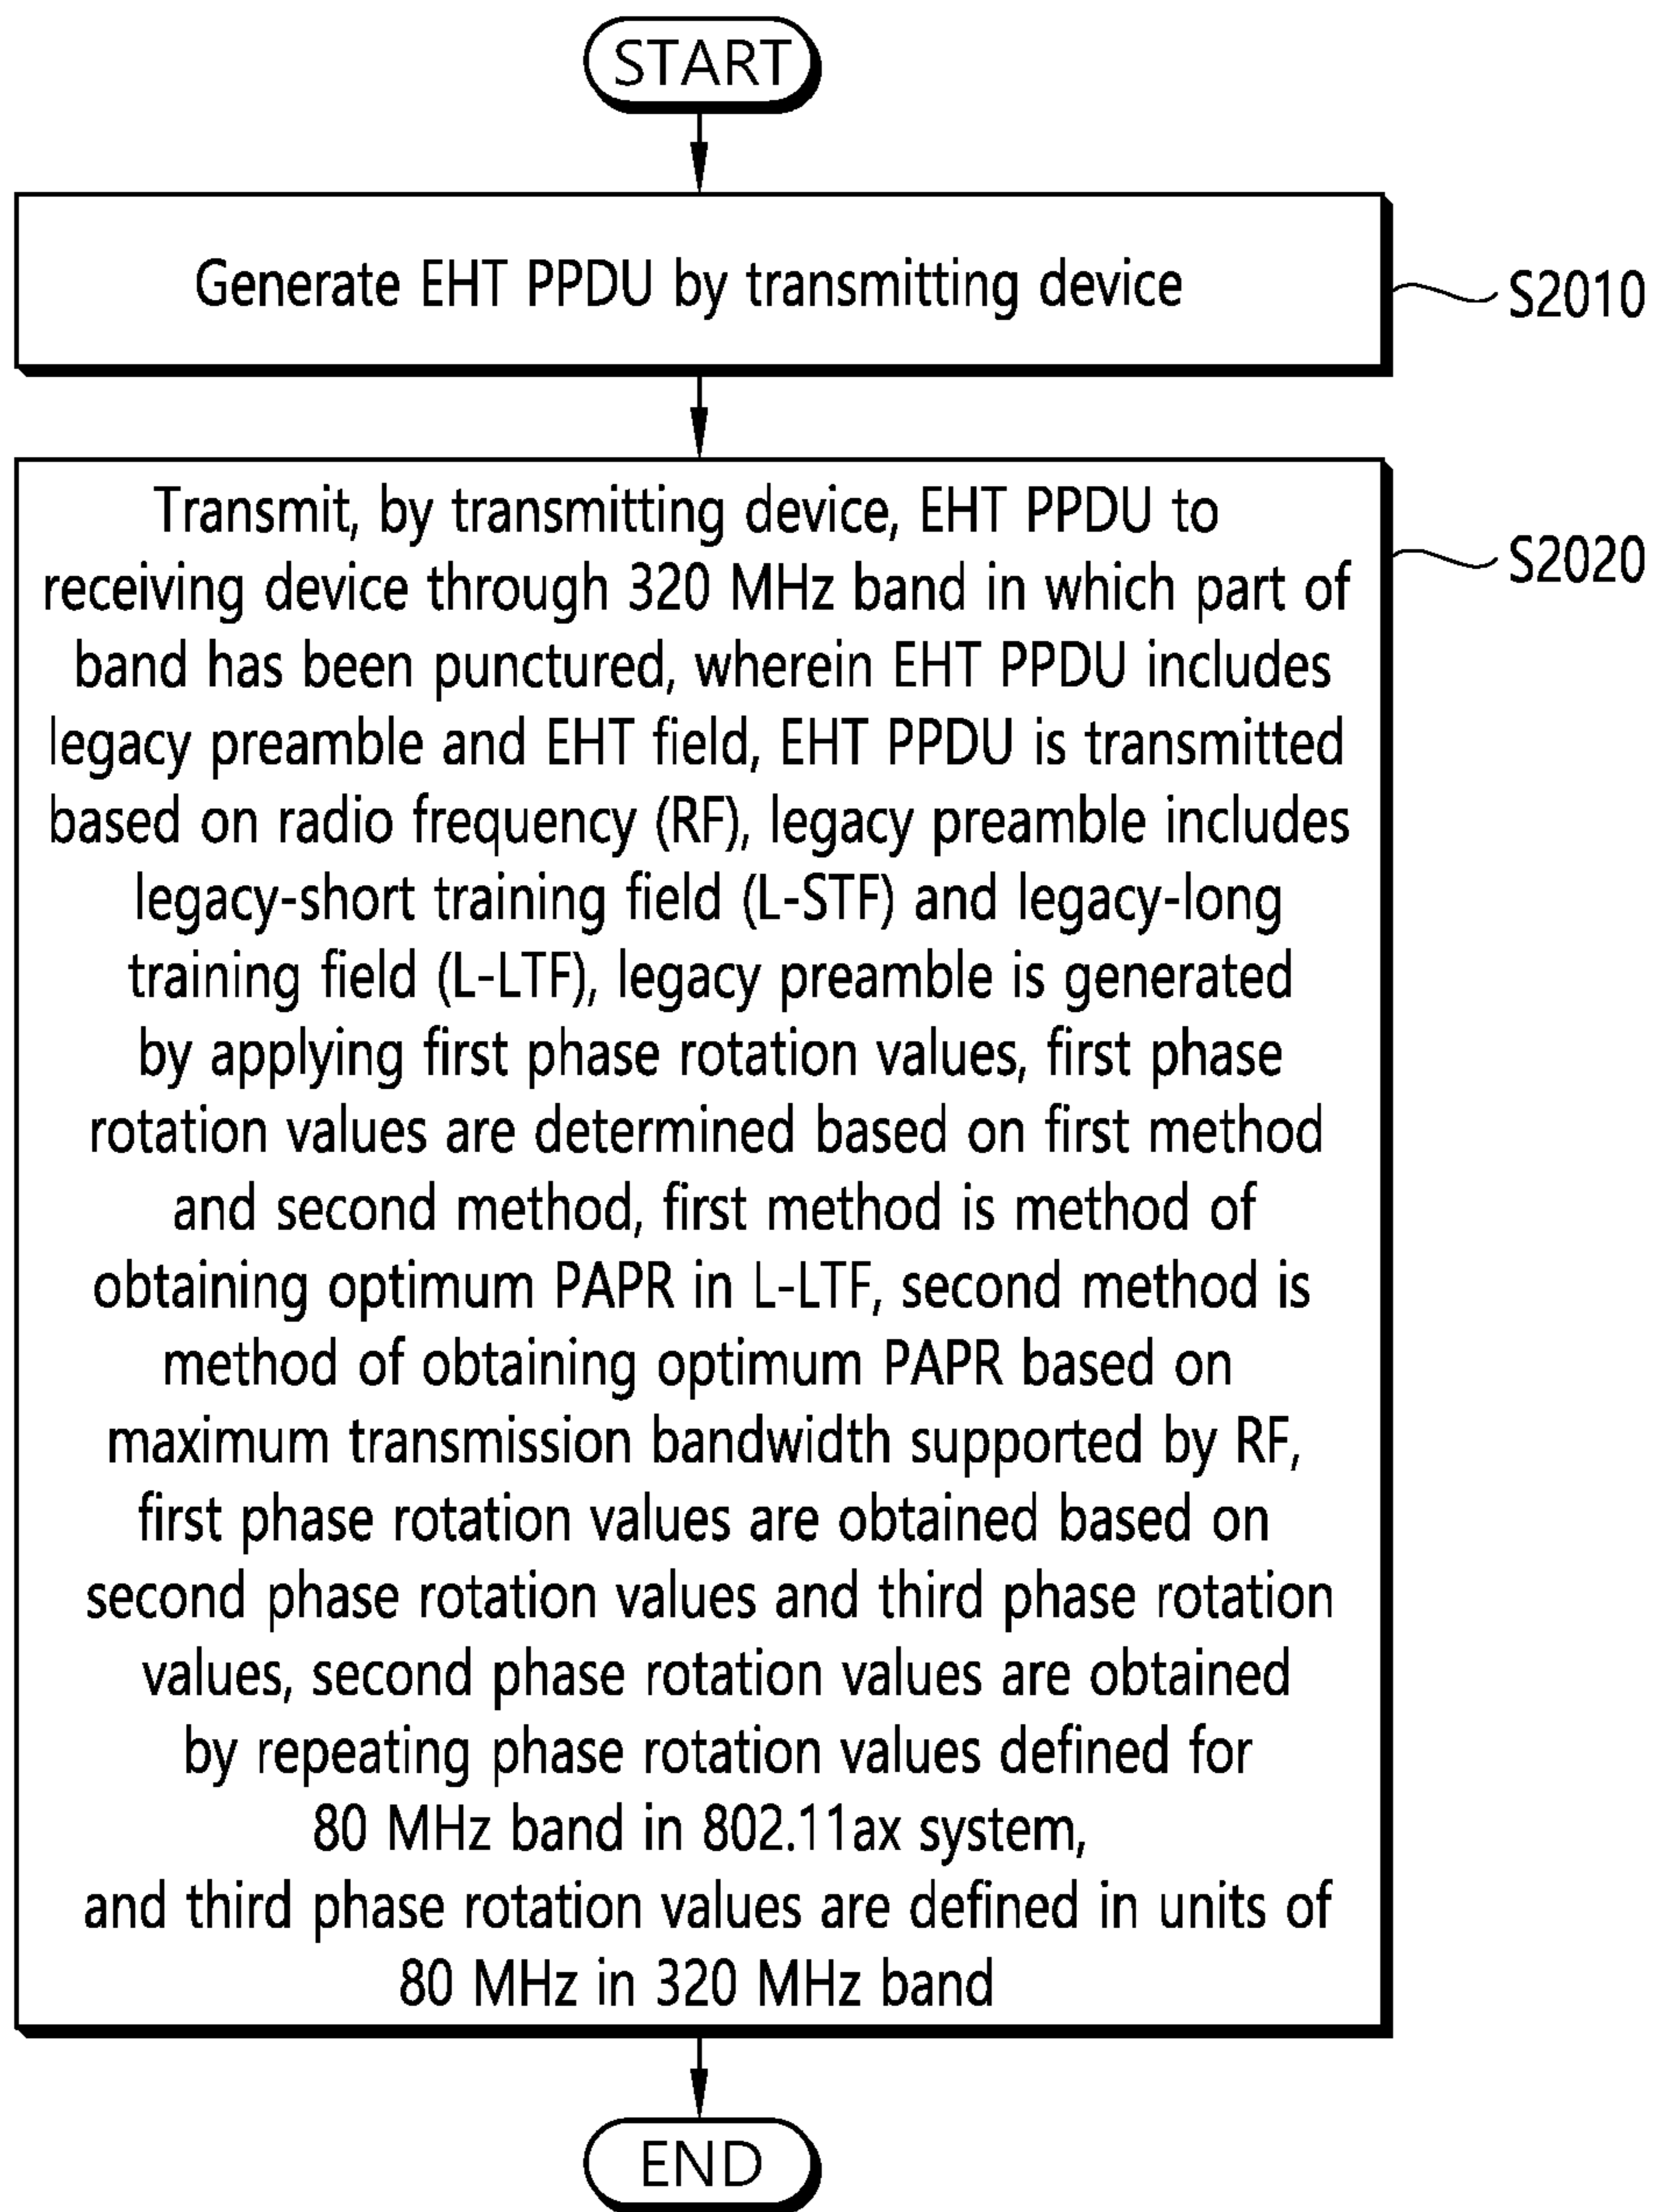 START
Generate EHT PPDU by transmitting device
S2010
Transmit, by transmitting device, EHT PPDU to
S2020
receiving device through 320 MHz band in which part of
band has been punctured, wherein EHT PPDU includes
legacy preamble and EHT field, EHT PPDU is transmitted
based on radio frequency (RF), legacy preamble includes
legacy-short training field (L-STF) and legacy-long
training field (L-LTF), legacy preamble is generated
by applying first phase rotation values, first phase
rotation values are determined based on first method
and second method, first method is method of
obtaining optimum PAPR in L-LTF, second method is
method of obtaining optimum PAPR based on
maximum transmission bandwidth supported by RF,
first phase rotation values are obtained based on
second phase rotation values and third phase rotation
values, second phase rotation values are obtained
by repeating phase rotation values defined for
80 MHz band in 802.11ax system,
and third phase rotation values are defined in units of
80 MHz in 320 MHz band
END